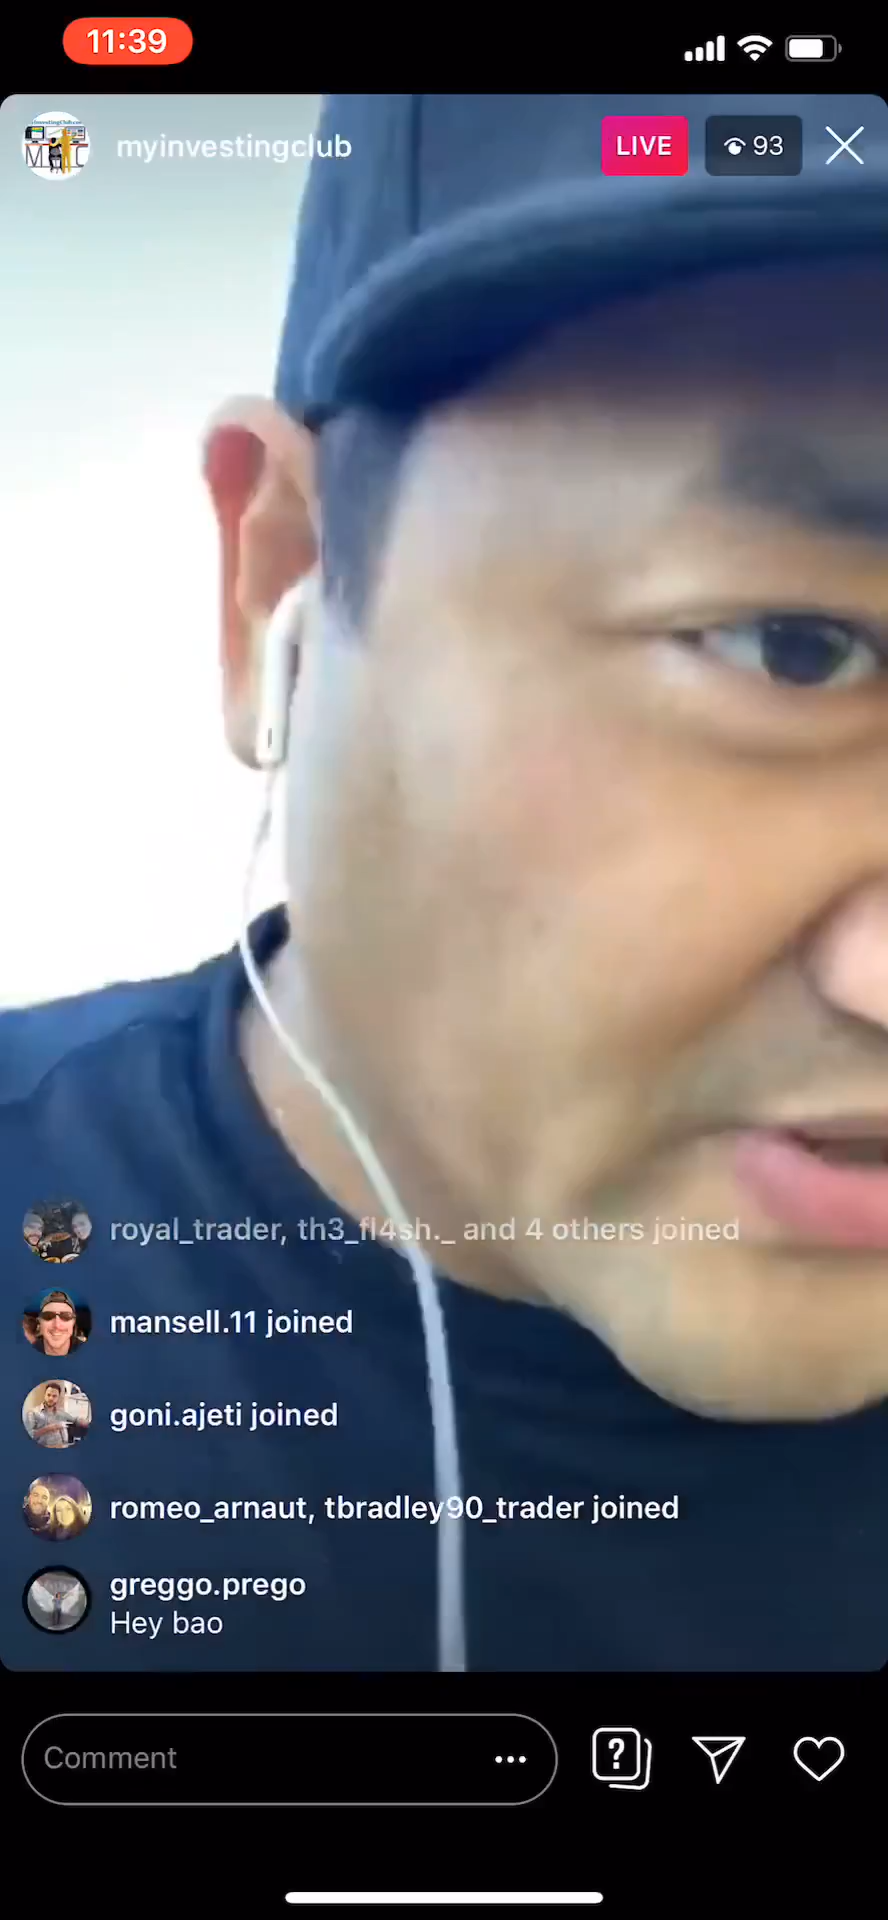 11:39
myinvestingclub
LIVE
93
royal_trader, th3_fl4sh._ and 4 others joined
mansell.11 joined
goni.ajeti joined
romeo_arnaut, tbradley90_trader joined
greggo.prego
Hey bao
Comment
?